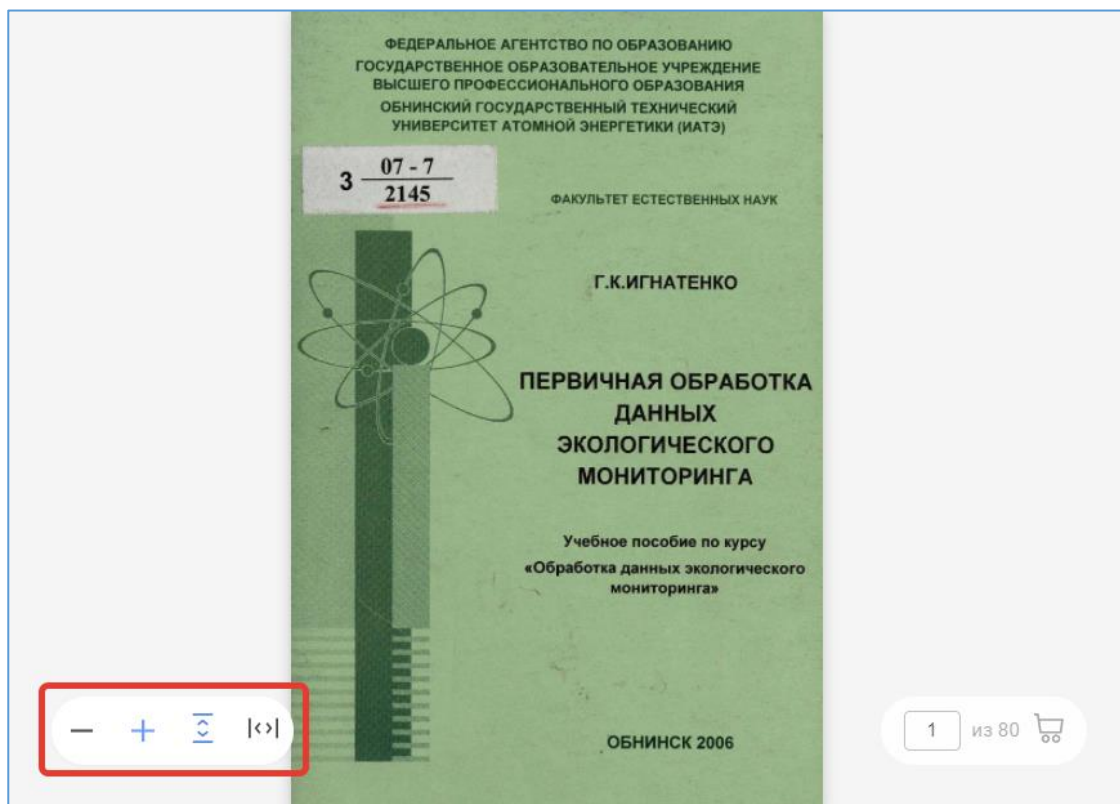 ФЕДЕРАЛЬНОЕ АГЕНТСТВО ПО ОБРАЗОВАНИЮ
ГОСУДАРСТВЕННОЕ ОБРАЗОВАТЕЛЬНОЕ УЧРЕЖДЕНИЕ
ВЫСШЕГО ПРОФЕССИОНАЛЬНОГО ОБРАЗОВАНИЯ
ОБНИНСКИЙ ГОСУДАРСТВЕННЫЙ ТЕХНИЧЕСКИЙ
УНИВЕРСИТЕТ АТОМНОЙ ЭНЕРГЕТИКИ (ИАТЭ)
3 07 - 7
2145
ФАКУЛЬТЕТ ЕСТЕСТВЕННЫХ НАУК
Г.К.ИГНАТЕНКО
ПЕРВИЧНАЯ ОБРАБОТКА
ДАННЫХ
ЭКОЛОГИЧЕСКОГО
МОНИТОРИНГА
Учебное пособие по курсу
«Обработка данных экологического
мониторинга»
ОБНИНСК 2006
1 из 80